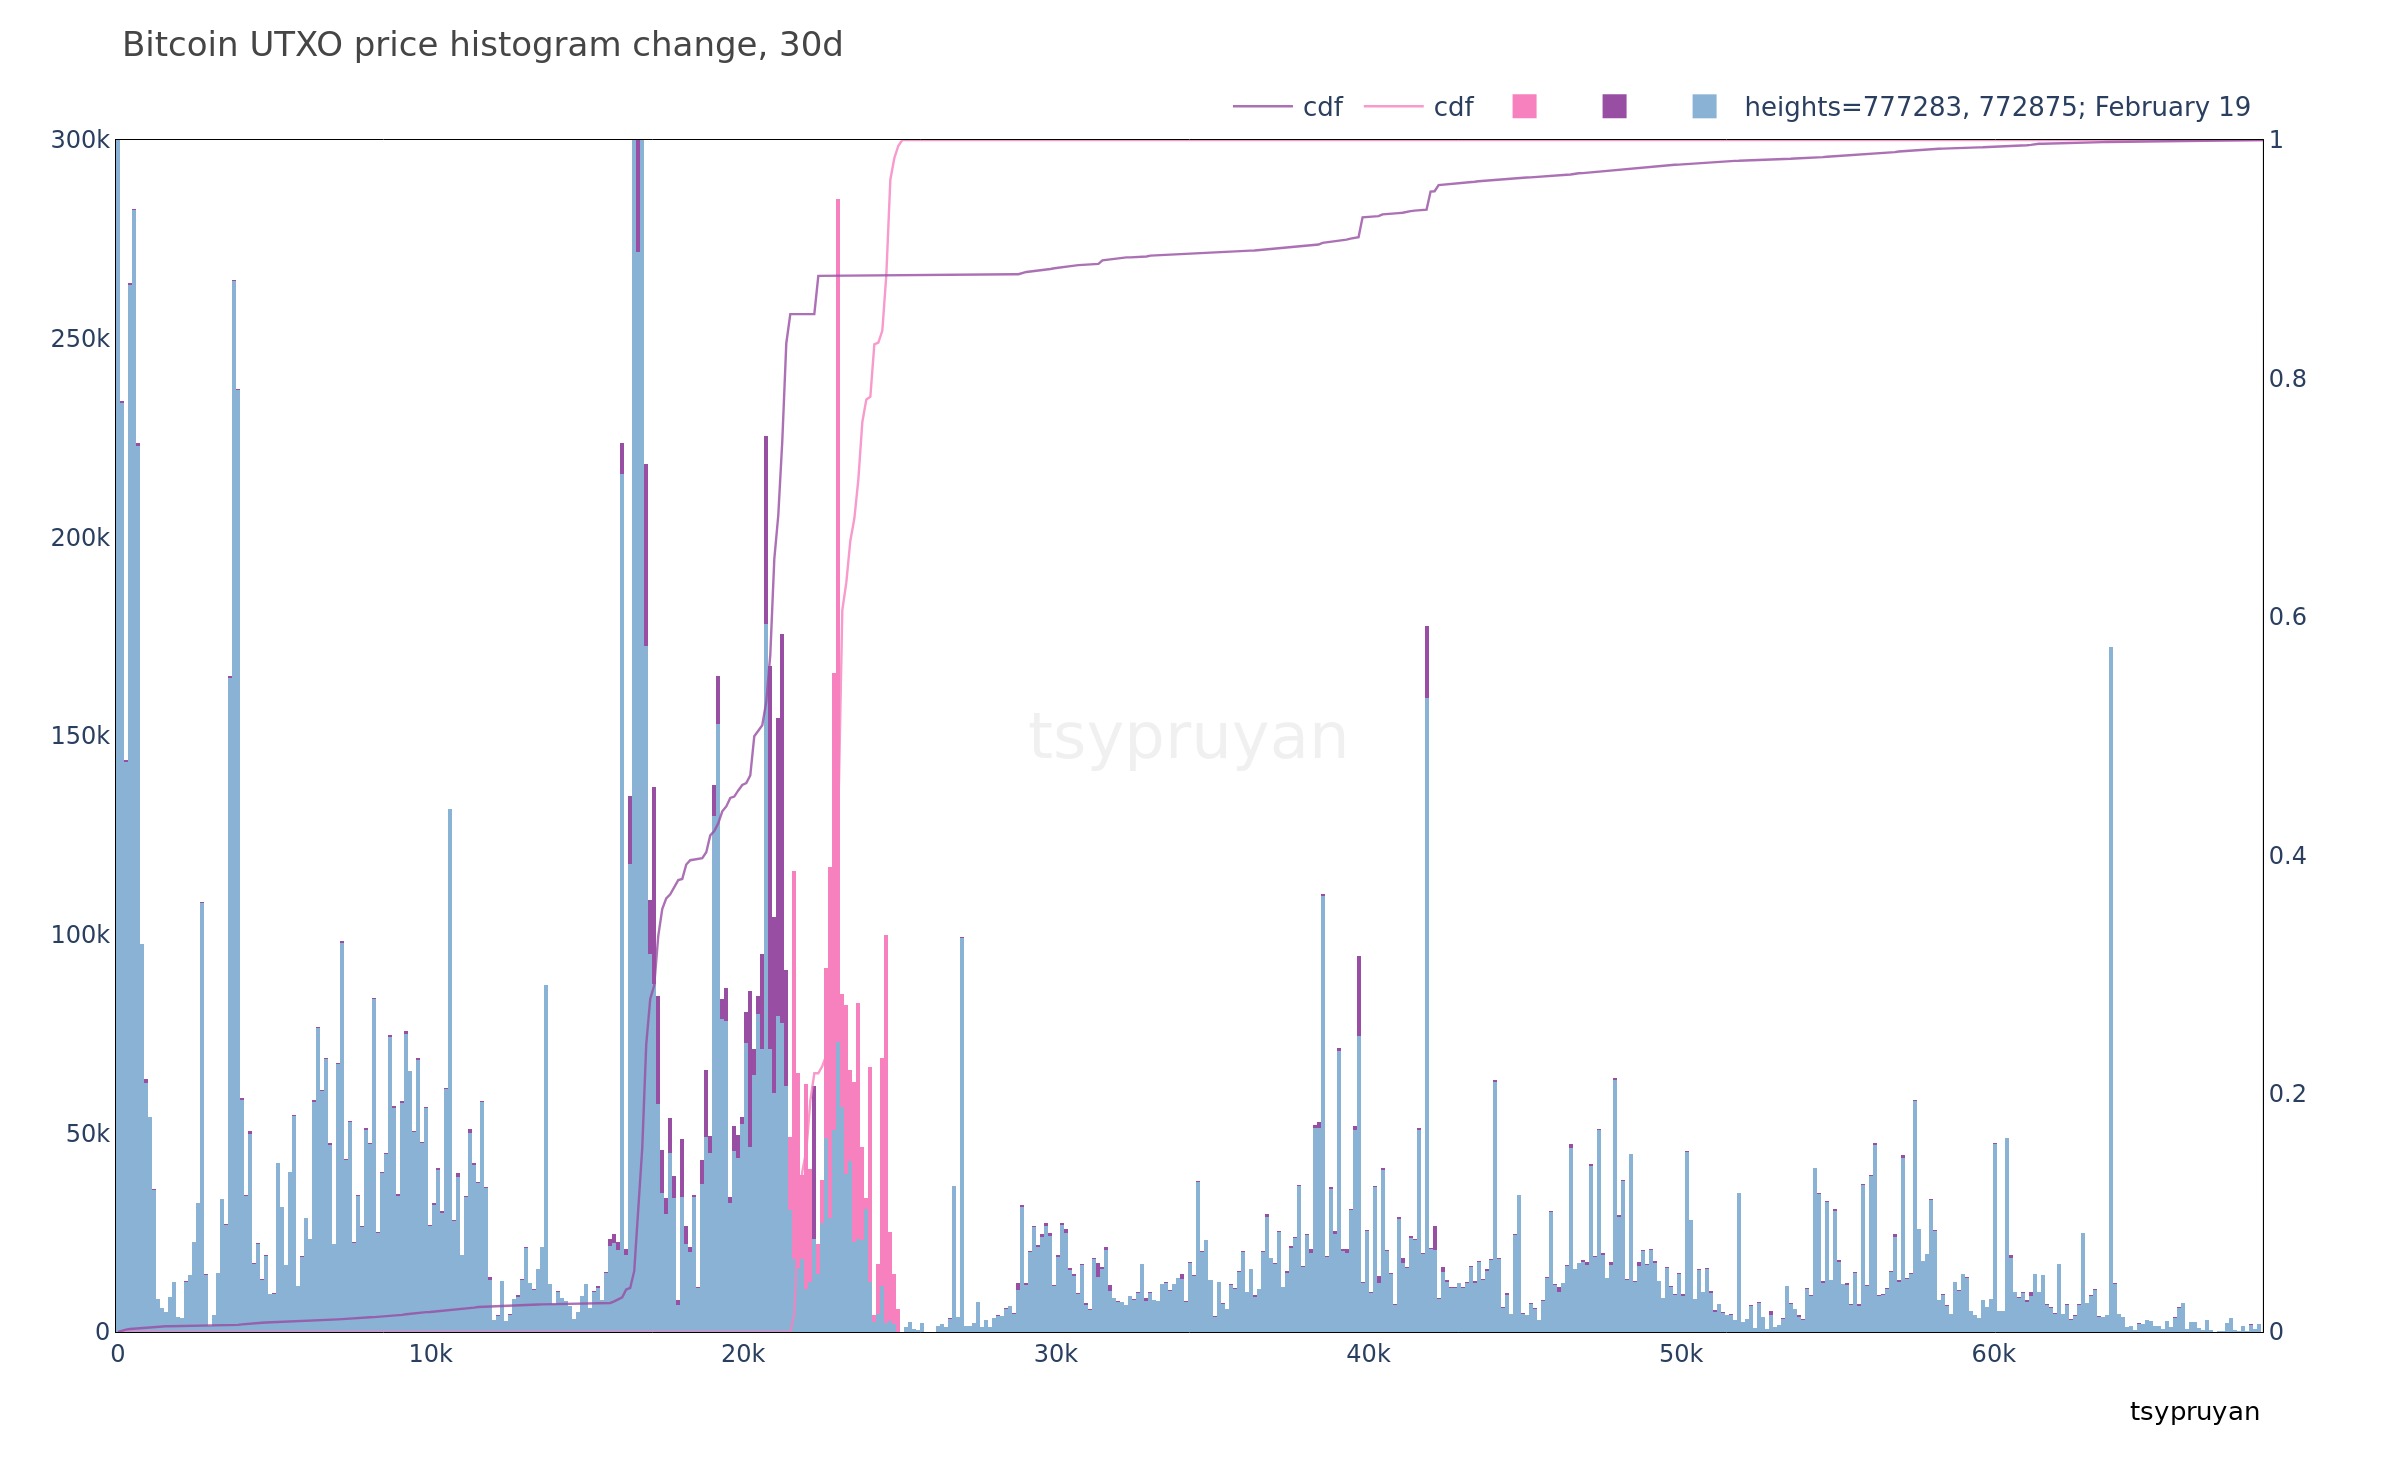 Bitcoin UTXO price histogram change, 30d
cdf cdf heights=777283, 772875; February 19
300k
250k
200k
150k
100k
50k
0
1
0.8
0.6
0.4
0.2
0
tsypruyan
0 10k 20k 30k 40k 50k 60k
tsypruyan